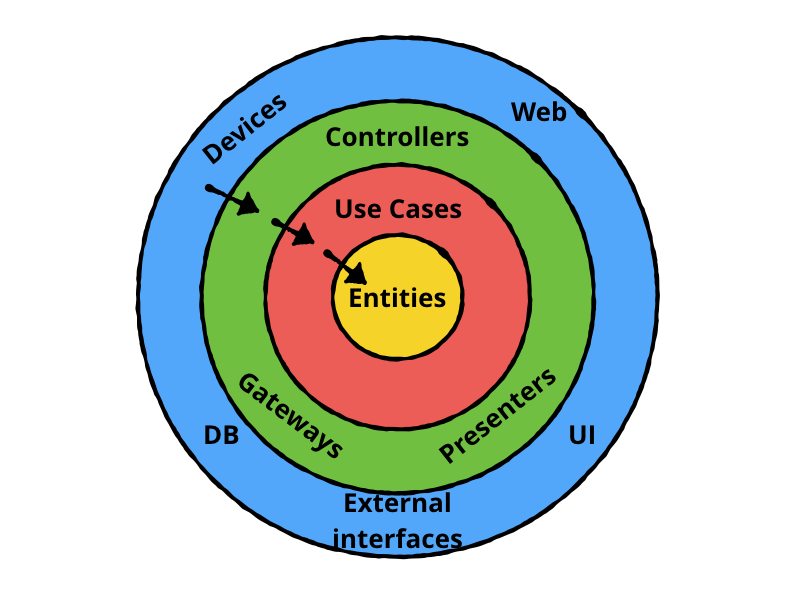 Devices
Web
Controllers
Use Cases
Entities
Gateways
Presenters
DB
UI
External
interfaces